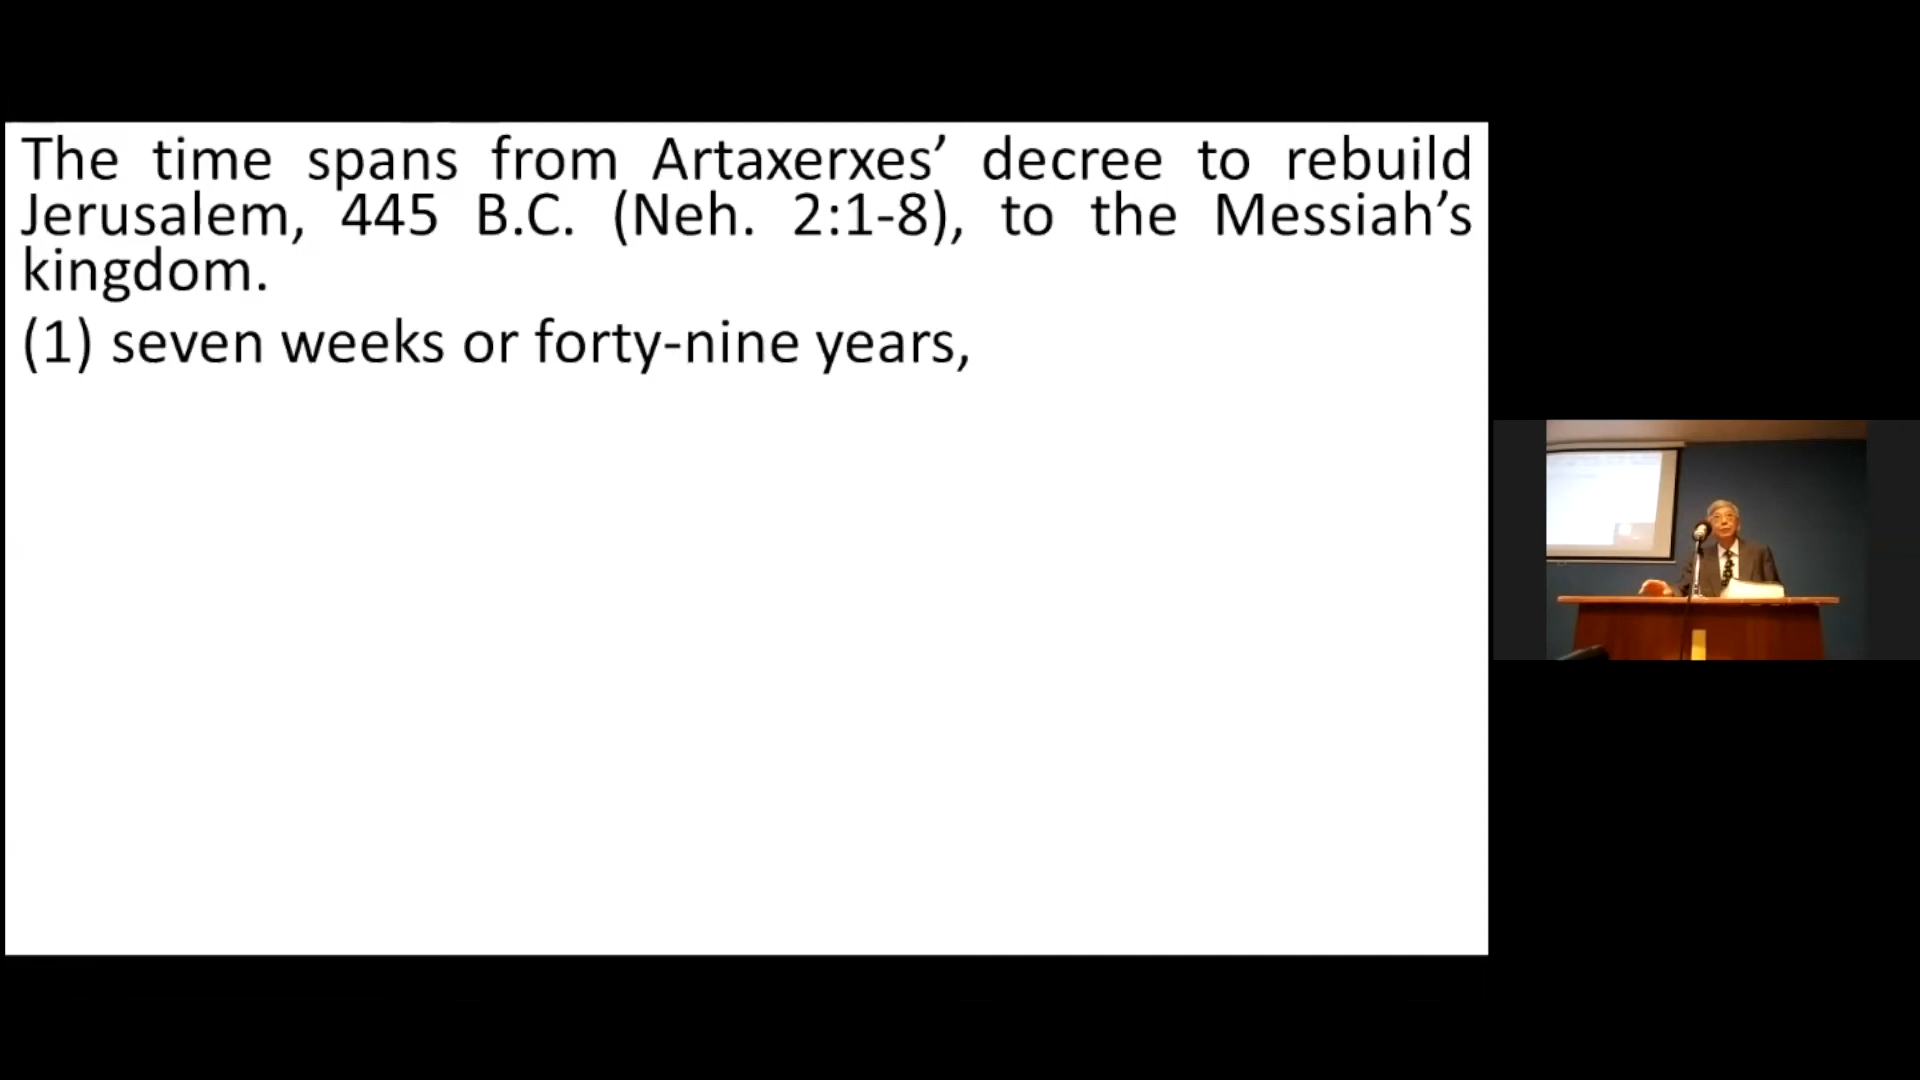 The time spans from Artaxerxes’ decree to rebuild
Jerusalem, 445 B.C. (Neh. 2:1-8), to the Messiah’s
kingdom.
(1) seven weeks or forty-nine years,